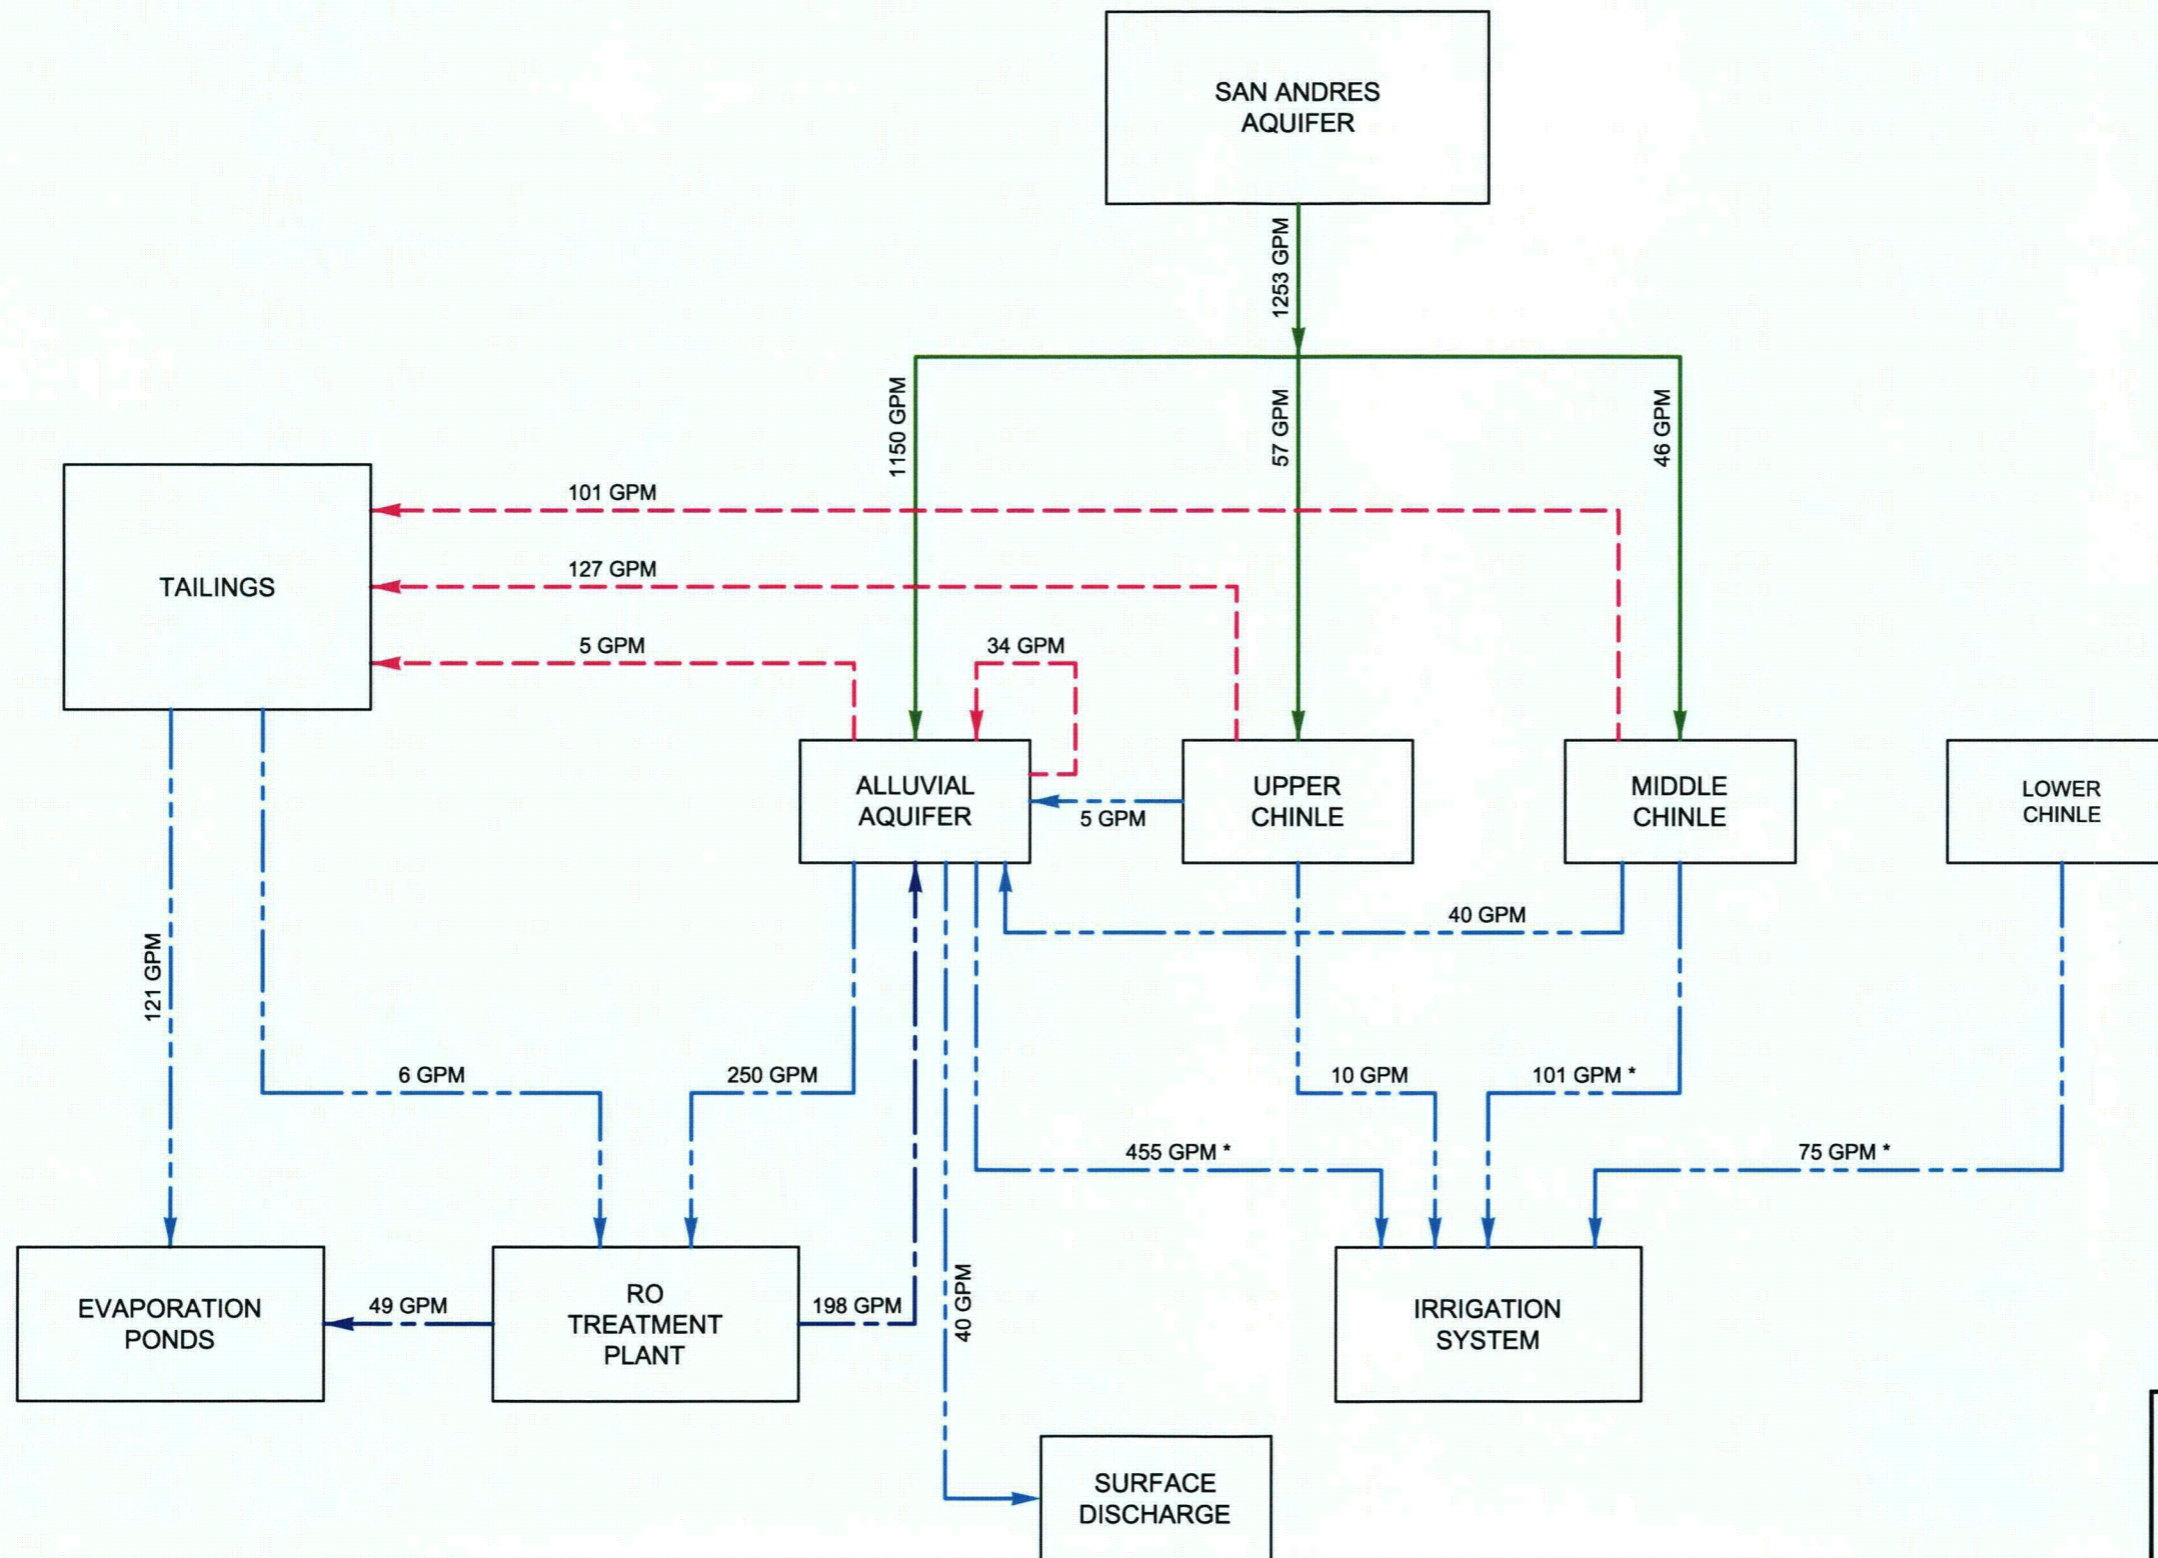 SAN ANDRES
AQUIFER
1253 GPM
1150 GPM
57 GPM
46 GPM
101 GPM
127 GPM
5 GPM
34 GPM
TAILINGS
ALLUVIAL
AQUIFER
5 GPM
UPPER
CHINLE
MIDDLE
CHINLE
LOWER
CHINLE
40 GPM
121 GPM
6 GPM
250 GPM
10 GPM
101 GPM *
455 GPM *
75 GPM *
EVAPORATION
PONDS
49 GPM
RO
TREATMENT
PLANT
198 GPM
40 GPM
IRRIGATION
SYSTEM
SURFACE
DISCHARGE